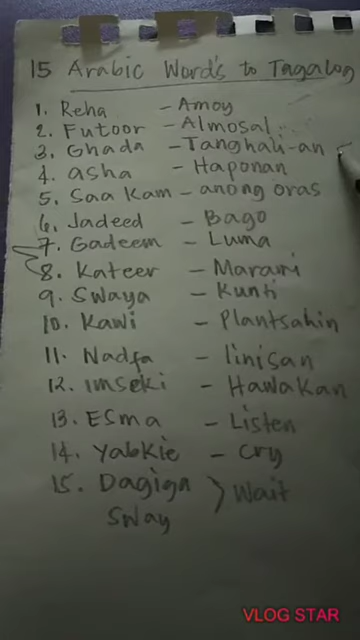 15 Arabic Words to Tagalog
1. Reha - Amoy
2. Futoor - Almosal
3. Ghada - Tanghali-an
4. asha - Haponan
5. Saa Kam - anong oras
6. Jadeed - Bago
7. Gadeem - Luma
8. Kateer - Marami
9. Swaya - Kunti
10. Kawi - Plantsahin
11. Nadfa - linisan
12. imseki - Hawakan
13. Esma - Listen
14. Yabkie - Cry
15. Dagiga } Wait
Sway
VLOG STAR